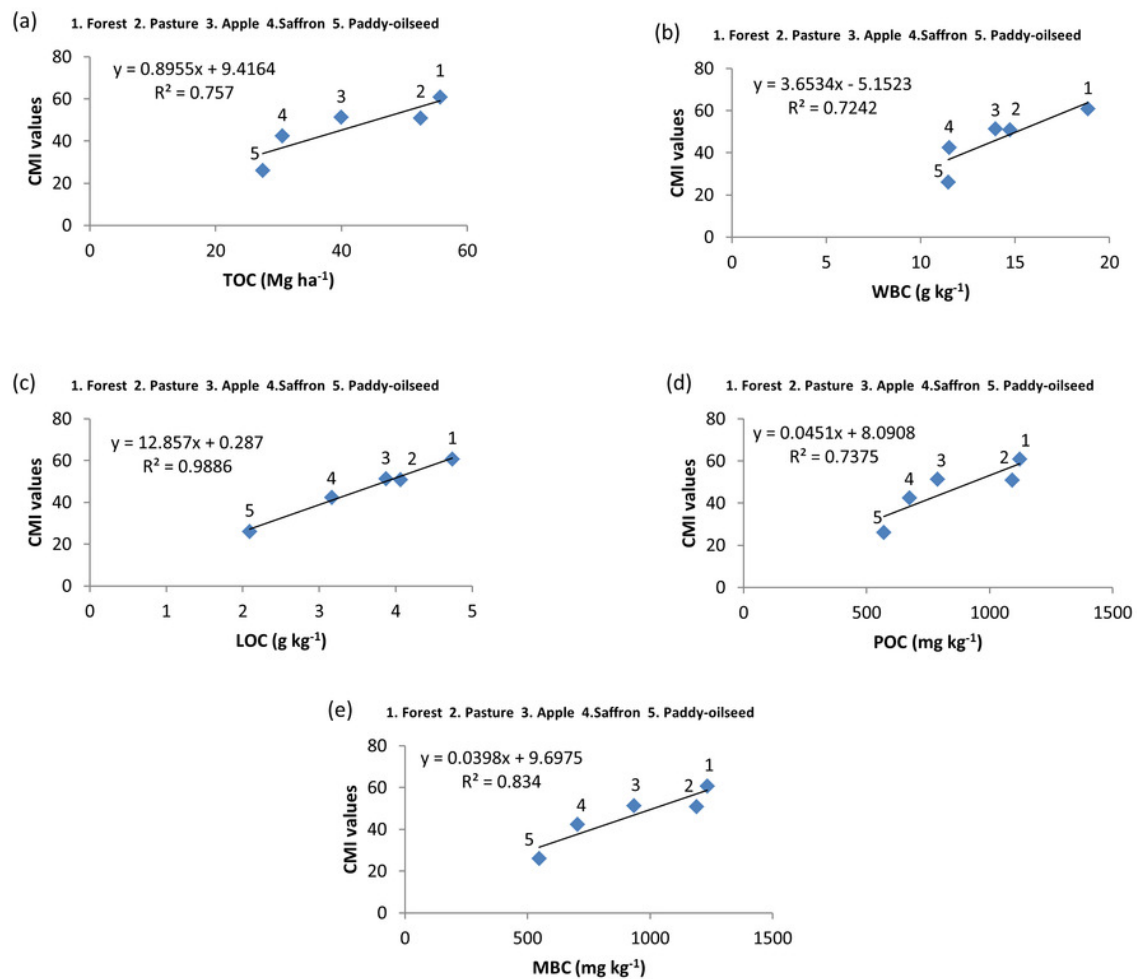 (a)
1. Forest 2. Pasture 3. Apple 4.Saffron 5. Paddy-oilseed
y = 0.8955x + 9.4164
R² = 0.757
CMI values
80
60
40
20
0
0 20 40 60
5 4 3 2 1
TOC (Mg ha⁻¹)
(b)
1. Forest 2. Pasture 3. Apple 4.Saffron 5. Paddy-oilseed
y = 3.6534x - 5.1523
R² = 0.7242
CMI values
80
60
40
20
0
0 5 10 15 20
5 4 3 2 1
WBC (g kg⁻¹)
(c)
1. Forest 2. Pasture 3. Apple 4.Saffron 5. Paddy-oilseed
y = 12.857x + 0.287
R² = 0.9886
CMI values
80
60
40
20
0
0 1 2 3 4 5
5 4 3 2 1
LOC (g kg⁻¹)
(d)
1. Forest 2. Pasture 3. Apple 4.Saffron 5. Paddy-oilseed
y = 0.0451x + 8.0908
R² = 0.7375
CMI values
80
60
40
20
0
0 500 1000 1500
5 4 3 2 1
POC (mg kg⁻¹)
(e)
1. Forest 2. Pasture 3. Apple 4.Saffron 5. Paddy-oilseed
y = 0.0398x + 9.6975
R² = 0.834
CMI values
80
60
40
20
0
0 500 1000 1500
5 4 3 2 1
MBC (mg kg⁻¹)